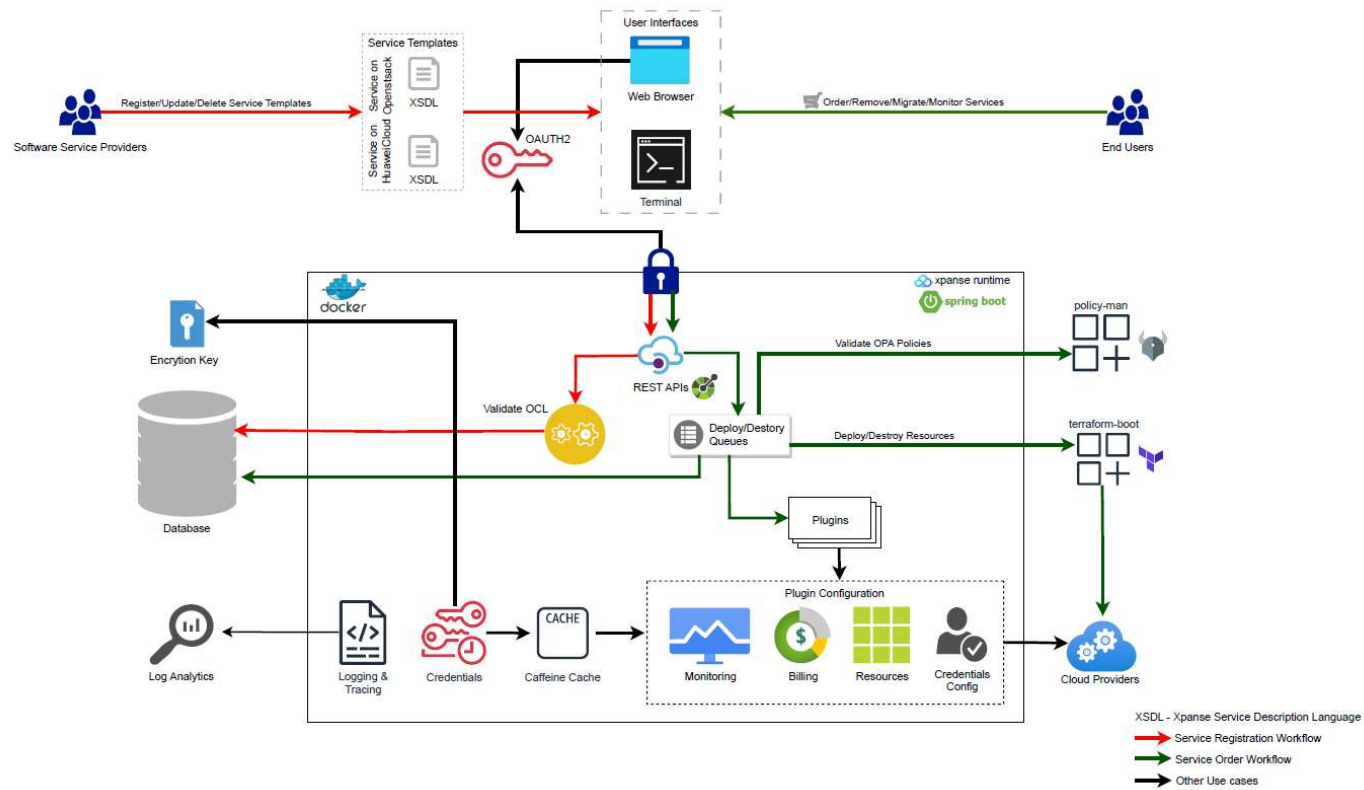 User Interfaces
Service Templates
Service on
Openstsack
XSDL
Service on
HuaweiCloud
XSDL
Web Browser
Register/Update/Delete Service Templates
Order/Remove/Migrate/Monitor Services
Software Service Providers
OAUTH2
End Users
Terminal
docker
xpanse runtime
spring boot
policy-man
Encrytion Key
Validate OPA Policies
REST APIs
Validate OCL
Deploy/Destory
Queues
Deploy/Destroy Resources
terraform-boot
Database
Plugins
Plugin Configuration
CACHE
Log Analytics
Logging &
Tracing
Credentials
Caffeine Cache
Monitoring
Billing
Resources
Credentials
Config
Cloud Providers
XSDL - Xpanse Service Description Language
Service Registration Workflow
Service Order Workflow
Other Use cases